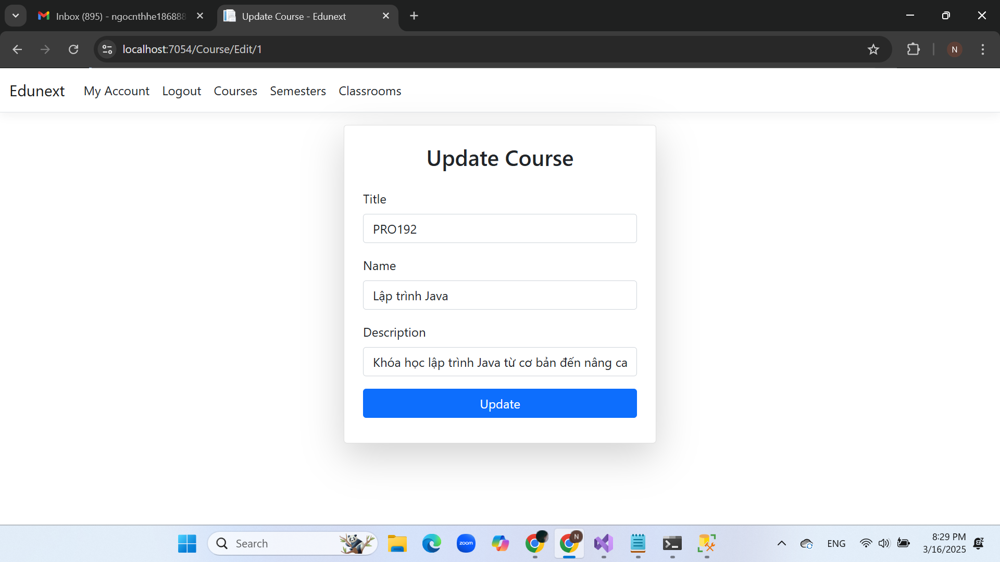 Inbox (895) - ngocnthhe186888
Update Course - Edunext
localhost:7054/Course/Edit/1
N
Edunext My Account Logout Courses Semesters Classrooms
Update Course
Title
PRO192
Name
Lập trình Java
Description
Khóa học lập trình Java từ cơ bản đến nâng ca
Update
Search
zoom
N
ENG
8:29 PM
3/16/2025